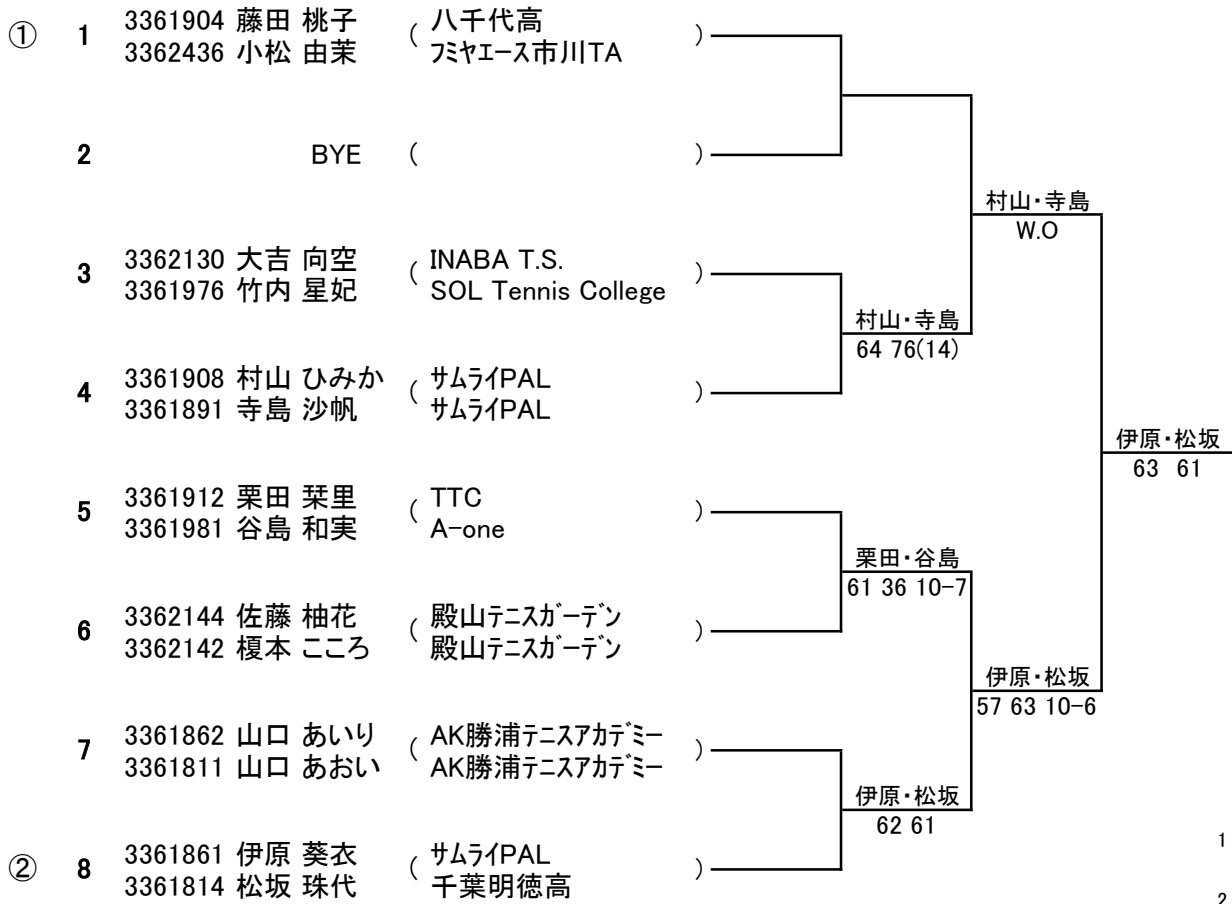 ① 1 3361904 藤田 桃子 ( 八千代高 )
3362436 小松 由茉 フミヤエース市川TA
2 BYE ( )
村山・寺島
W.O
3 3362130 大吉 向空 ( INABA T.S. )
3361976 竹内 星妃 SOL Tennis College
村山・寺島
64 76(14)
4 3361908 村山 ひみか ( サムライPAL )
3361891 寺島 沙帆 サムライPAL
伊原・松坂
63 61
5 3361912 栗田 栞里 ( TTC )
3361981 谷島 和実 A-one
栗田・谷島
61 36 10-7
6 3362144 佐藤 柚花 ( 殿山テニスガーデン )
3362142 榎本 こころ 殿山テニスガーデン
伊原・松坂
57 63 10-6
7 3361862 山口 あいり ( AK勝浦テニスアカデミー )
3361811 山口 あおい AK勝浦テニスアカデミー
伊原・松坂
62 61
1
② 8 3361861 伊原 葵衣 ( サムライPAL )
3361814 松坂 珠代 千葉明徳高
2